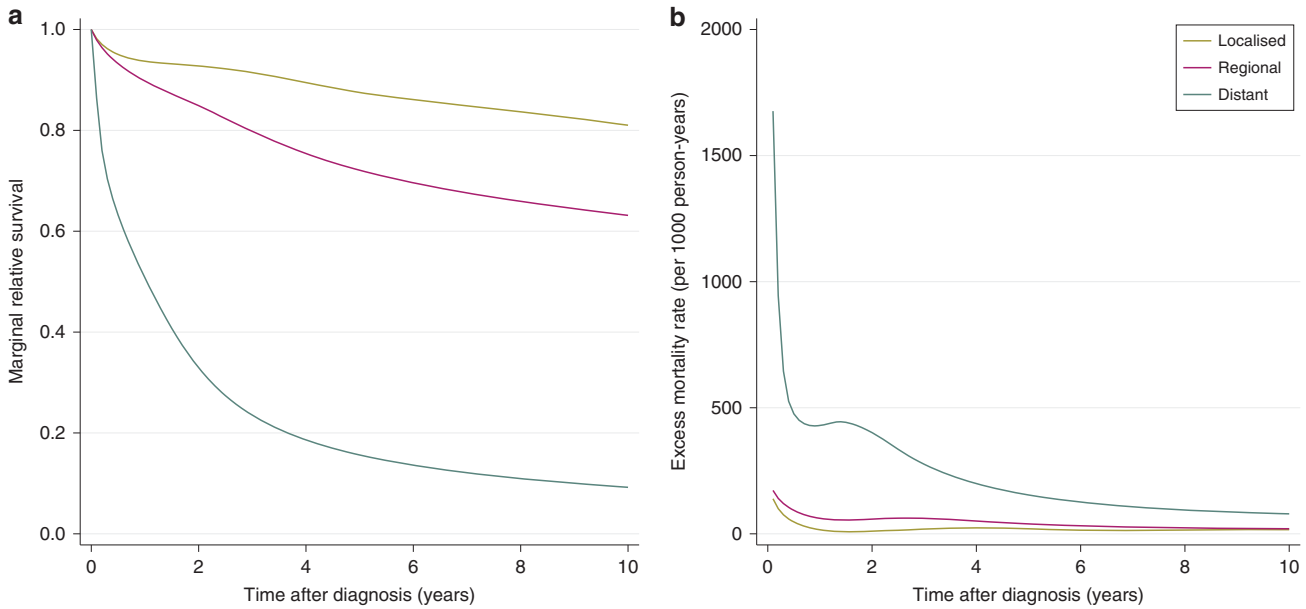 a
1.0
0.8
0.6
0.4
0.2
0.0
Marginal relative survival
0 2 4 6 8 10
Time after diagnosis (years)
b
2000
1500
1000
500
0
Excess mortality rate (per 1000 person-years)
0 2 4 6 8 10
Time after diagnosis (years)
Localised
Regional
Distant